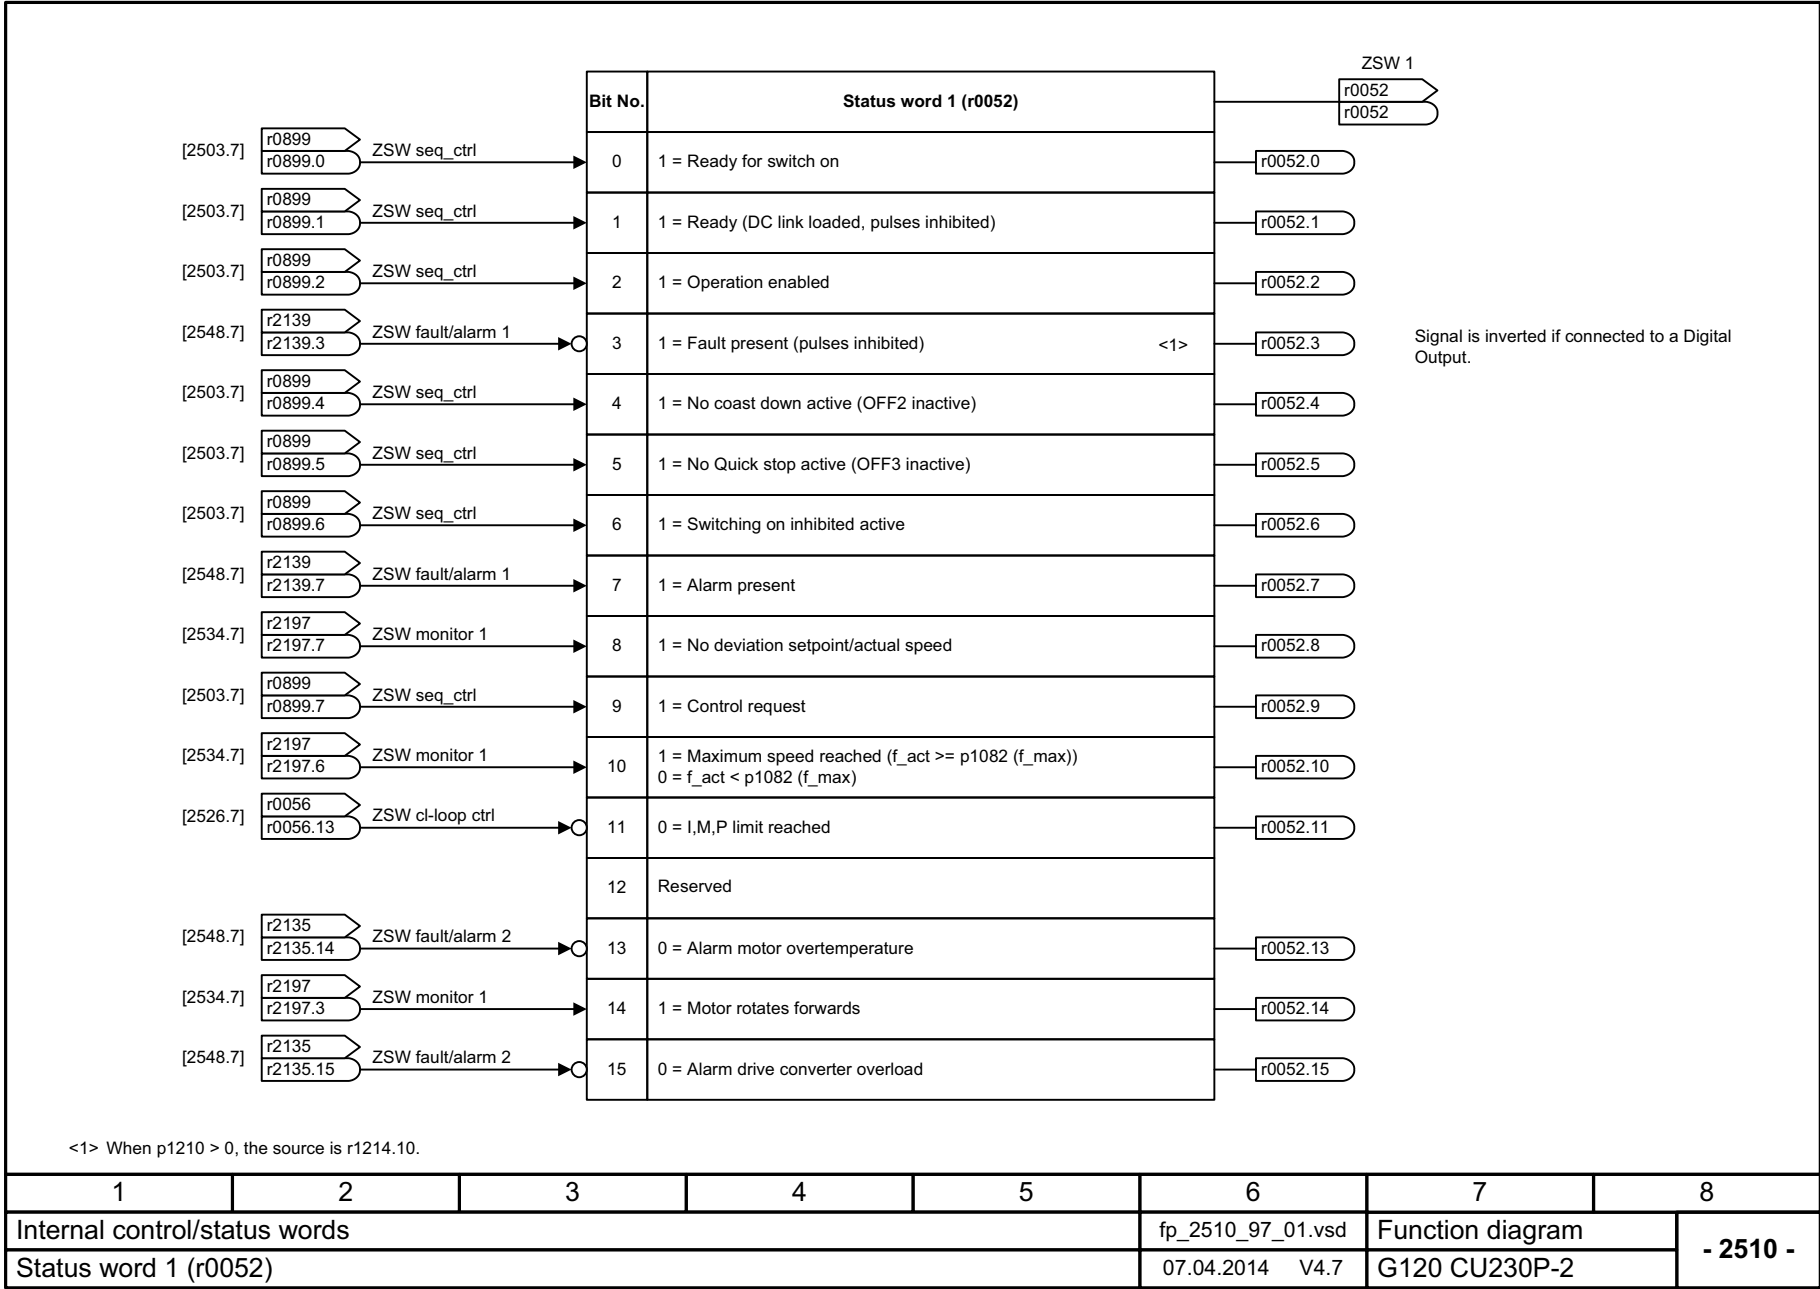 ZSW 1
r0052
r0052
Bit No. Status word 1 (r0052)
[2503.7] r0899 r0899.0 ZSW seq_ctrl 0 1 = Ready for switch on r0052.0
[2503.7] r0899 r0899.1 ZSW seq_ctrl 1 1 = Ready (DC link loaded, pulses inhibited) r0052.1
[2503.7] r0899 r0899.2 ZSW seq_ctrl 2 1 = Operation enabled r0052.2
[2548.7] r2139 r2139.3 ZSW fault/alarm 1 3 1 = Fault present (pulses inhibited) <1> r0052.3
Signal is inverted if connected to a Digital
Output.
[2503.7] r0899 r0899.4 ZSW seq_ctrl 4 1 = No coast down active (OFF2 inactive) r0052.4
[2503.7] r0899 r0899.5 ZSW seq_ctrl 5 1 = No Quick stop active (OFF3 inactive) r0052.5
[2503.7] r0899 r0899.6 ZSW seq_ctrl 6 1 = Switching on inhibited active r0052.6
[2548.7] r2139 r2139.7 ZSW fault/alarm 1 7 1 = Alarm present r0052.7
[2534.7] r2197 r2197.7 ZSW monitor 1 8 1 = No deviation setpoint/actual speed r0052.8
[2503.7] r0899 r0899.7 ZSW seq_ctrl 9 1 = Control request r0052.9
[2534.7] r2197 r2197.6 ZSW monitor 1 10 1 = Maximum speed reached (f_act >= p1082 (f_max))
0 = f_act < p1082 (f_max) r0052.10
[2526.7] r0056 r0056.13 ZSW cl-loop ctrl 11 0 = I,M,P limit reached r0052.11
12 Reserved
[2548.7] r2135 r2135.14 ZSW fault/alarm 2 13 0 = Alarm motor overtemperature r0052.13
[2534.7] r2197 r2197.3 ZSW monitor 1 14 1 = Motor rotates forwards r0052.14
[2548.7] r2135 r2135.15 ZSW fault/alarm 2 15 0 = Alarm drive converter overload r0052.15
<1> When p1210 > 0, the source is r1214.10.
1 2 3 4 5 6 7 8
Internal control/status words fp_2510_97_01.vsd Function diagram - 2510 -
Status word 1 (r0052) 07.04.2014 V4.7 G120 CU230P-2